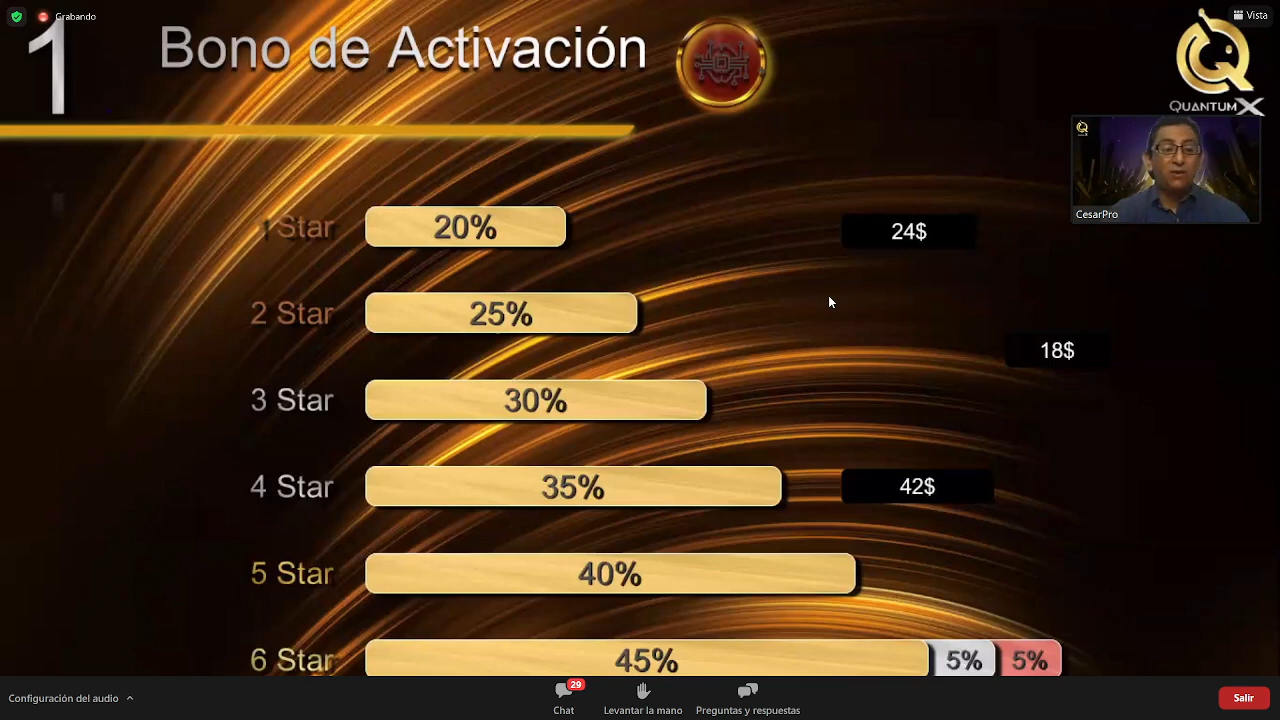 Grabando
Vista
1 Bono de Activación
QUANTUMX
CesarPro
1 Star 20% 24$
2 Star 25%
18$
3 Star 30%
4 Star 35% 42$
5 Star 40%
6 Star 45% 5% 5%
Configuración del audio
29
Chat
Levantar la mano
Preguntas y respuestas
Salir